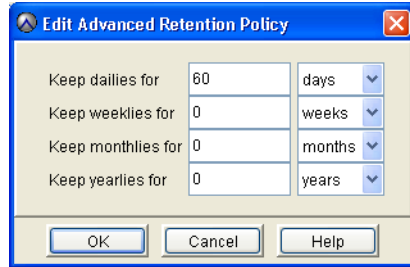 Edit Advanced Retention Policy
Keep dailies for 60 days
Keep weeklies for 0 weeks
Keep monthlies for 0 months
Keep yearlies for 0 years
OK Cancel Help